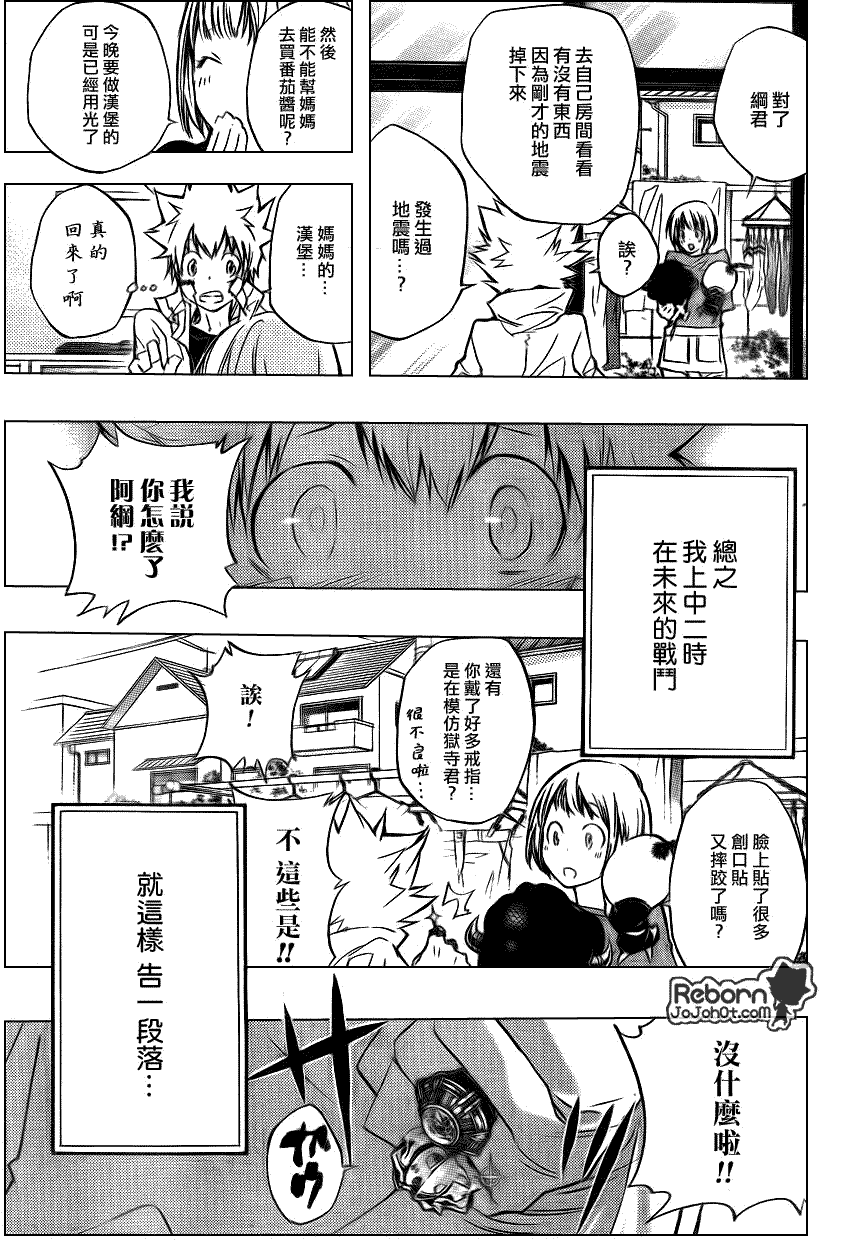 對了
綱君
去自己房間看看
有沒有東西
因為剛才的地震
掉下來
誒?
發生過
地震嗎…?
然後
能不能幫媽媽
去買番茄醬呢?
今晚要做漢堡的
可是已經用光了
媽媽的…
漢堡…
真的
回來了啊
我説
你怎麼了
阿綱!?
總之
我上中二時
在未來的戰鬥
臉上貼了很多
創口貼
又摔跤了嗎?
還有
你戴了好多戒指…
是在模仿獄寺君?
很不良啦…
誒!
不 這些是!!
就這樣 告一段落…
沒什麼啦!!
ガウ
Reborn
JoJoHot.com